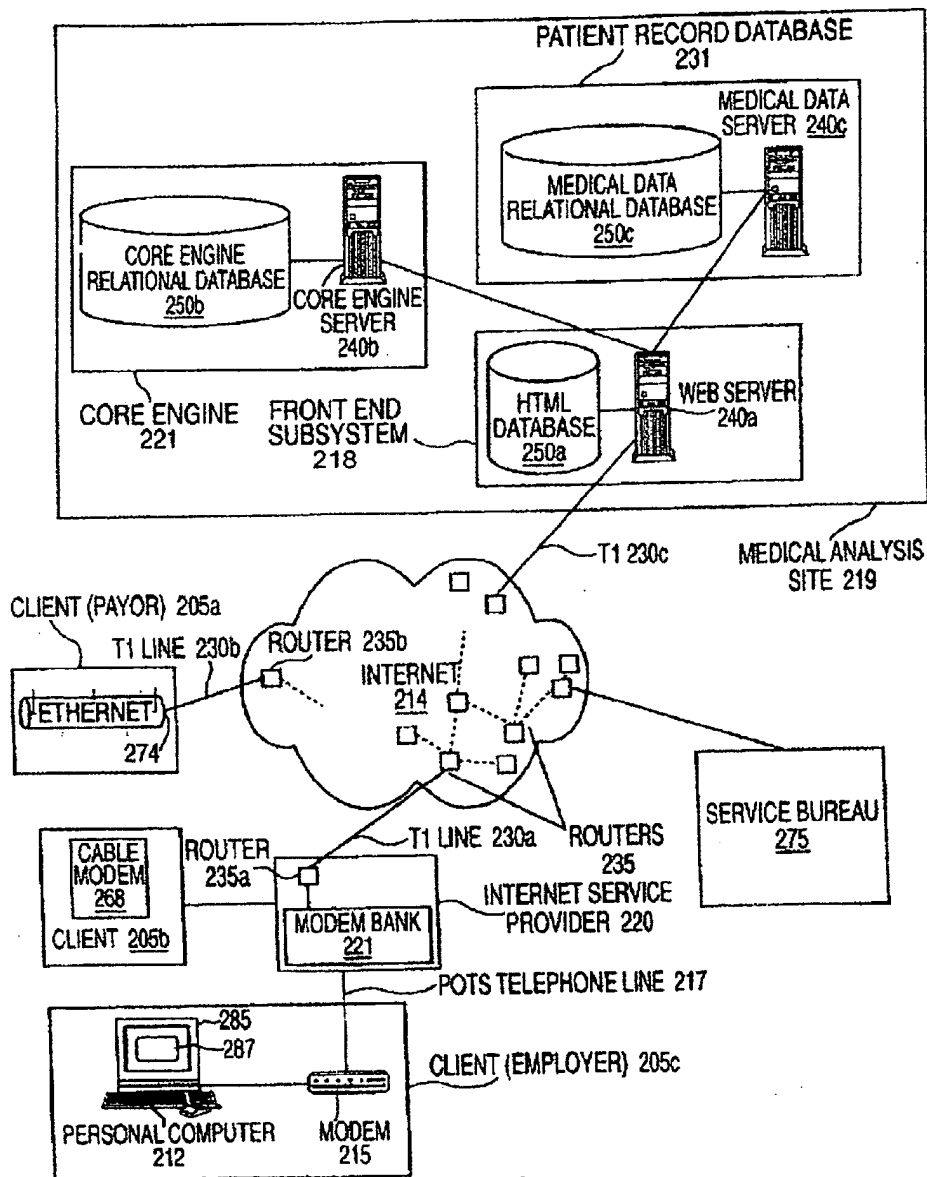 PATIENT RECORD DATABASE
231
MEDICAL DATA
SERVER 240c
MEDICAL DATA
RELATIONAL DATABASE
250c
CORE ENGINE
RELATIONAL DATABASE
250b
CORE ENGINE
SERVER
240b
CORE ENGINE
221
FRONT END
SUBSYSTEM
218
HTML
DATABASE
250a
WEB SERVER
240a
T1 230c
MEDICAL ANALYSIS
SITE 219
CLIENT (PAYOR) 205a
T1 LINE 230b
ROUTER 235b
ETHERNET
274
INTERNET
214
SERVICE BUREAU
275
T1 LINE 230a
ROUTERS
235
ROUTER
235a
CABLE
MODEM
268
CLIENT 205b
MODEM BANK
221
INTERNET SERVICE
PROVIDER 220
POTS TELEPHONE LINE 217
285
287
CLIENT (EMPLOYER) 205c
PERSONAL COMPUTER
212
MODEM
215